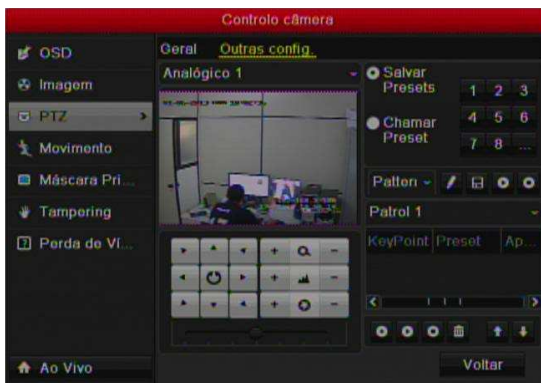 Controlo câmera
OSD
Imagem
PTZ
Movimento
Máscara Pri...
Tampering
Perda de Ví...
Ao Vivo
Geral Outras config.
Analógico 1
Salvar Presets
Chamar Preset
1 2 3
4 5 6
7 8 ...
Patten
Patrol 1
KeyPoint Preset Ap...
Voltar